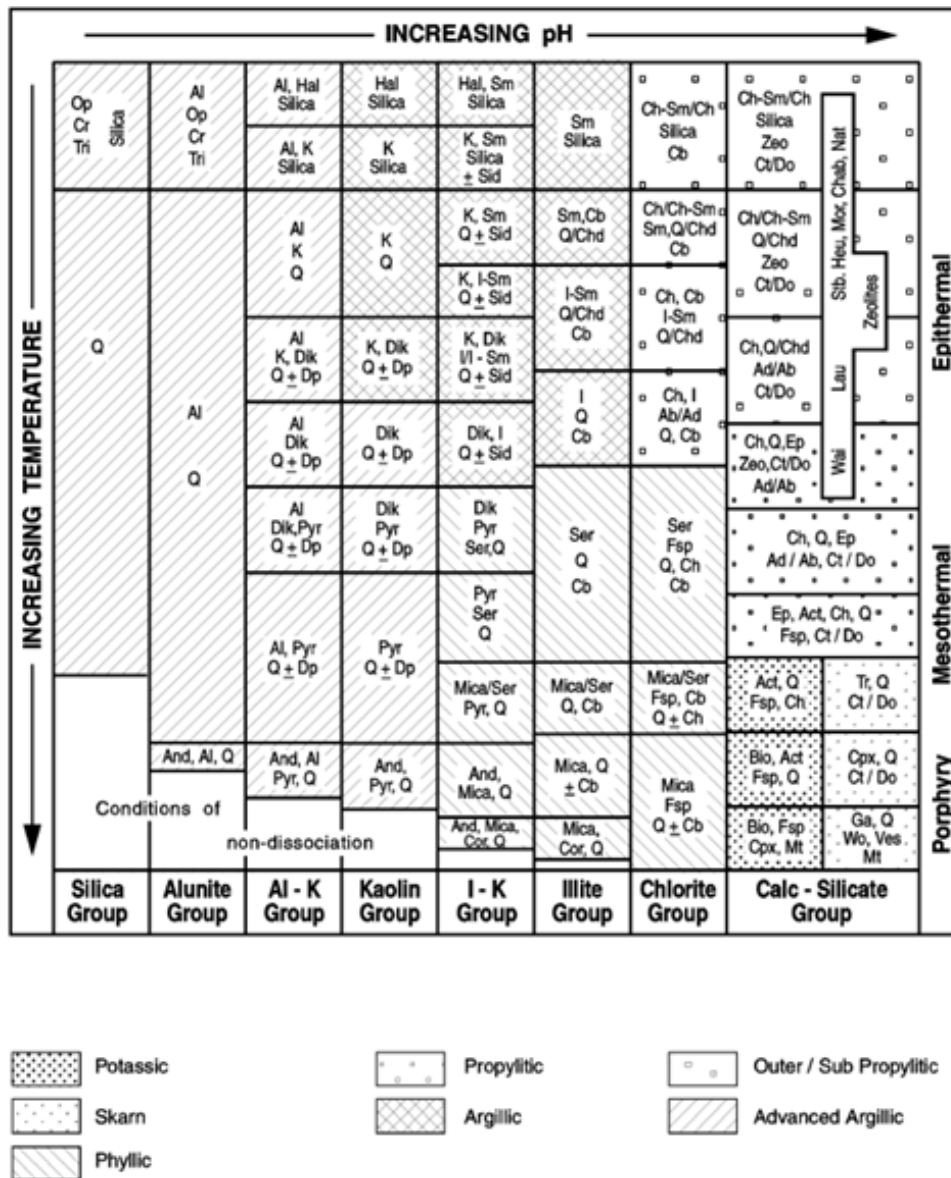 INCREASING pH
INCREASING TEMPERATURE
Op
Cr
Tri
Silica
Q
Silica
Group
Al
Op
Cr
Tri
Al
Q
And, Al, Q
Alunite
Group
Al, Hal
Silica
Al, K
Silica
Al
K
Q
Al
K, Dik
Q ± Dp
Al
Dik
Q ± Dp
Al
Dik,Pyr
Q ± Dp
Al, Pyr
Q ± Dp
And, Al
Pyr, Q
Al - K
Group
Hal
Silica
K
Silica
K
Q
K, Dik
Q ± Dp
Dik
Q ± Dp
Dik
Pyr
Q ± Dp
Pyr
Q ± Dp
And,
Pyr, Q
Kaolin
Group
Conditions of
non-dissociation
Hal, Sm
Silica
K, Sm
Silica
± Sid
K, Sm
Q ± Sid
K, I-Sm
Q ± Sid
K, Dik
I/I - Sm
Q ± Sid
Dik, I
Q ± Sid
Dik
Pyr
Ser,Q
Pyr
Ser
Q
Mica/Ser
Pyr, Q
And,
Mica, Q
And, Mica,
Cor, Q
I - K
Group
Sm
Silica
Sm,Cb
Q/Chd
I-Sm
Q/Chd
Cb
I
Q
Cb
Ser
Q
Cb
Mica/Ser
Q, Cb
Mica, Q
± Cb
Mica,
Cor, Q
Illite
Group
Ch-Sm/Ch
Silica
Cb
Ch/Ch-Sm
Sm,Q/Chd
Cb
Ch, Cb
I-Sm
Q/Chd
Ch, I
Ab/Ad
Q, Cb
Ser
Fsp
Q, Ch
Cb
Mica/Ser
Fsp, Cb
Q ± Ch
Mica
Fsp
Q ± Cb
Chlorite
Group
Ch-Sm/Ch
Silica
Zeo
Ct/Do
Ch/Ch-Sm
Q/Chd
Zeo
Ct/Do
Ch,Q/Chd
Ad/Ab
Ct/Do
Ch,Q,Ep
Zeo,Ct/Do
Ad/Ab
Stb. Heu, Mor, Chab, Nat
Zeolites
Lau
Wai
Ch, Q, Ep
Ad / Ab, Ct / Do
Ep, Act, Ch, Q
Fsp, Ct / Do
Act, Q
Fsp, Ch
Tr, Q
Ct / Do
Bio, Act
Fsp, Q
Cpx, Q
Ct / Do
Bio, Fsp
Cpx, Mt
Ga, Q
Wo, Ves
Mt
Calc - Silicate
Group
Epithermal
Mesothermal
Porphyry
Potassic
Propylitic
Outer / Sub Propylitic
Skarn
Argillic
Advanced Argillic
Phyllic